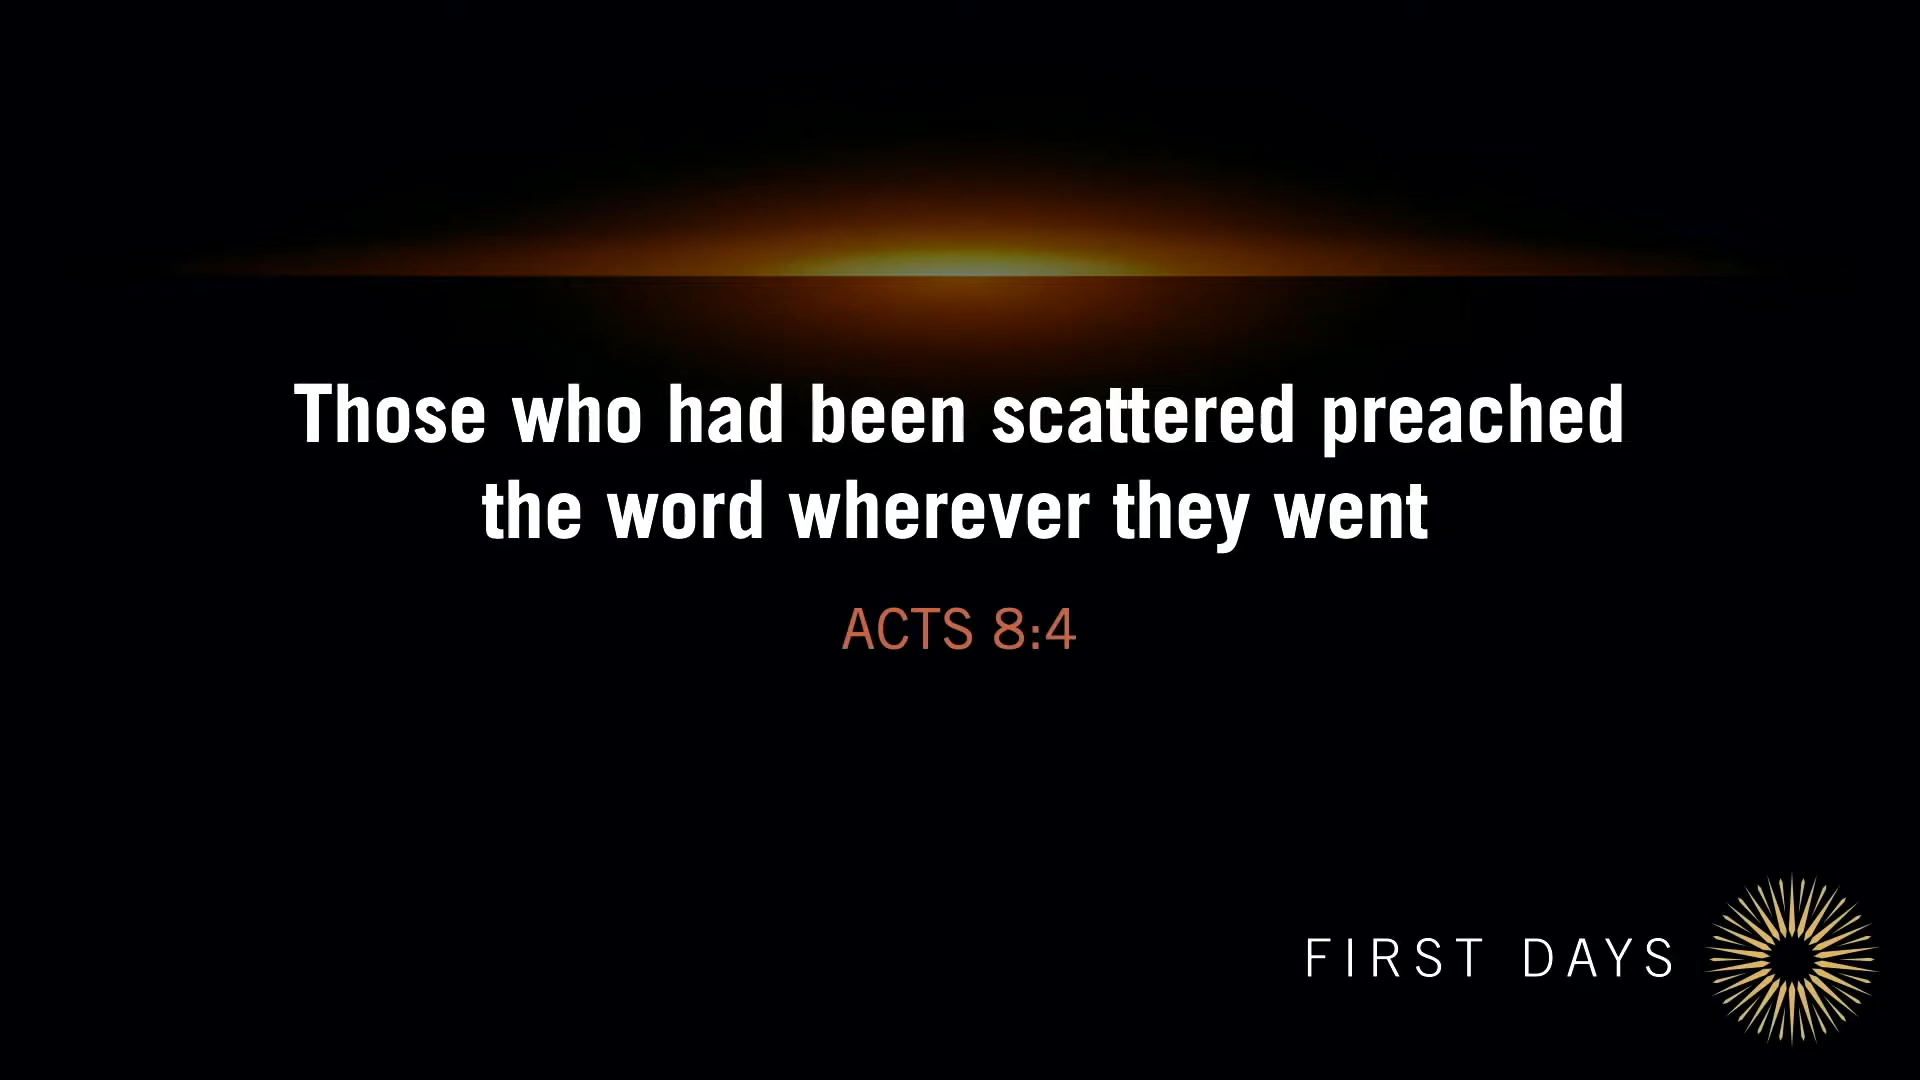 Those who had been scattered preached
the word wherever they went
ACTS 8:4
FIRST DAYS